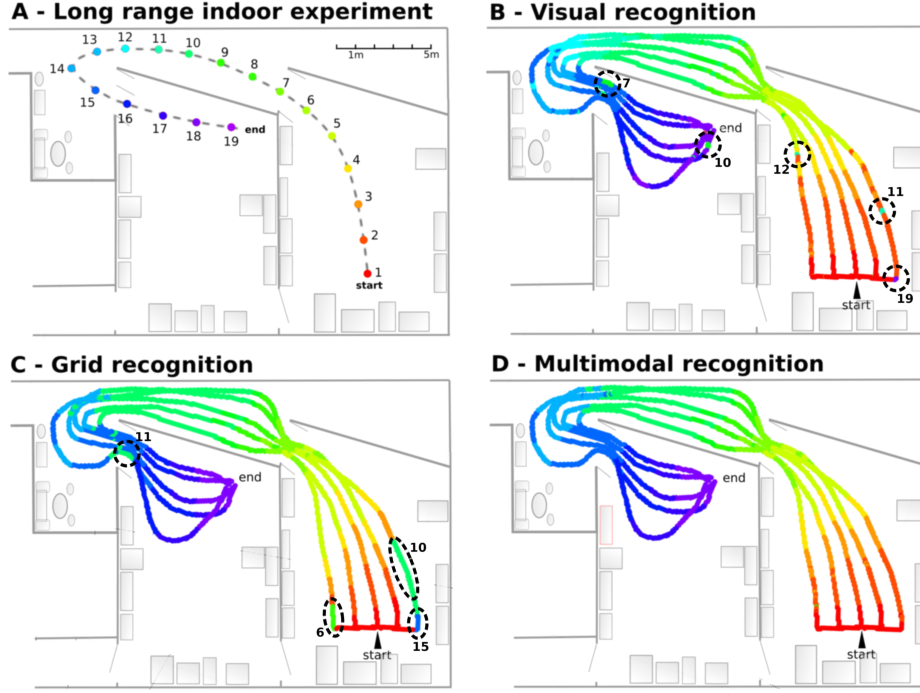 A - Long range indoor experiment
13
12
11
10
9
8
7
6
5
4
3
2
1
start
14
15
16
17
18
19
end
1m
5m
B - Visual recognition
7
end
10
12
11
19
start
C - Grid recognition
11
end
10
6
15
start
D - Multimodal recognition
end
start